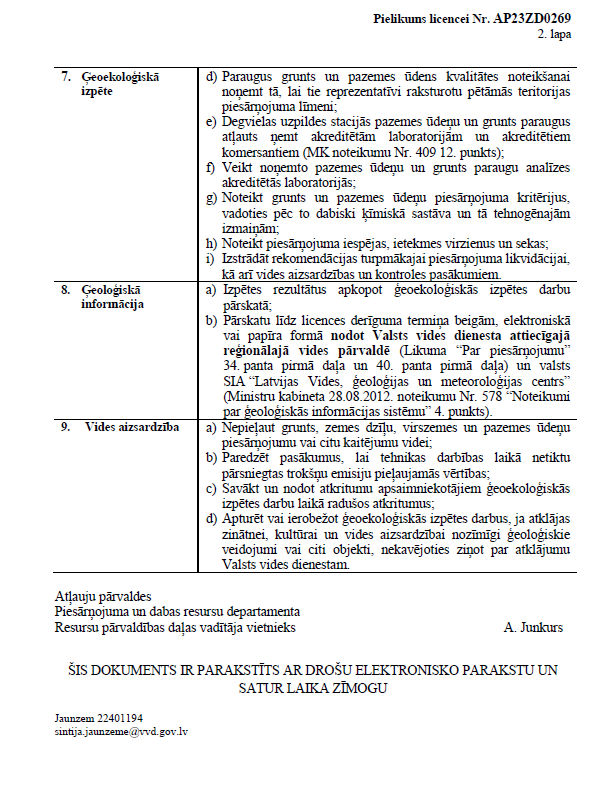 Pielikums licencei Nr. AP23ZD0269
2. lapa
7. Ģeoekoloģiskā
izpēte
d) Paraugus grunts un pazemes ūdens kvalitātes noteikšanai
noņemt tā, lai tie reprezentatīvi raksturotu pētāmās teritorijas
piesārņojuma līmeni;
e) Degvielas uzpildes stacijās pazemes ūdeņu un grunts paraugus
atļauts ņemt akreditētām laboratorijām un akreditētiem
komersantiem (MK noteikumu Nr. 409 12. punkts);
f) Veikt noņemto pazemes ūdeņu un grunts paraugu analīzes
akreditētās laboratorijās;
g) Noteikt grunts un pazemes ūdeņu piesārņojuma kritērijus,
vadoties pēc to dabiski ķīmiskā sastāva un tā tehnogēnajām
izmaiņām;
h) Noteikt piesārņojuma iespējas, ietekmes virzienus un sekas;
i) Izstrādāt rekomendācijas turpmākajai piesārņojuma likvidācijai,
kā arī vides aizsardzības un kontroles pasākumiem.
8. Ģeoloģiskā
informācija
a) Izpētes rezultātus apkopot ģeoekoloģiskās izpētes darbu
pārskatā;
b) Pārskatu līdz licences derīguma termiņa beigām, elektroniskā
vai papīra formā nodot Valsts vides dienesta attiecīgajā
reģionālajā vides pārvaldē (Likuma “Par piesārņojumu”
34. panta pirmā daļa un 40. panta pirmā daļa) un valsts
SIA “Latvijas Vides, ģeoloģijas un meteoroloģijas centrs”
(Ministru kabineta 28.08.2012. noteikumu Nr. 578 “Noteikumi
par ģeoloģiskās informācijas sistēmu” 4. punkts).
9. Vides aizsardzība
a) Nepieļaut grunts, zemes dzīļu, virszemes un pazemes ūdeņu
piesārņojumu vai citu kaitējumu videi;
b) Paredzēt pasākumus, lai tehnikas darbības laikā netiktu
pārsniegtas trokšņu emisiju pieļaujamās vērtības;
c) Savākt un nodot atkritumu apsaimniekotājiem ģeoekoloģiskās
izpētes darbu laikā radušos atkritumus;
d) Apturēt vai ierobežot ģeoekoloģiskās izpētes darbus, ja atklājas
zinātnei, kultūrai un vides aizsardzībai nozīmīgi ģeoloģiskie
veidojumi vai citi objekti, nekavējoties ziņot par atklājumu
Valsts vides dienestam.
Atļauju pārvaldes
Piesārņojuma un dabas resursu departamenta
Resursu pārvaldības daļas vadītāja vietnieks A. Junkurs
ŠIS DOKUMENTS IR PARAKSTĪTS AR DROŠU ELEKTRONISKO PARAKSTU UN
SATUR LAIKA ZĪMOGU
Jaunzem 22401194
sintija.jaunzeme@vvd.gov.lv